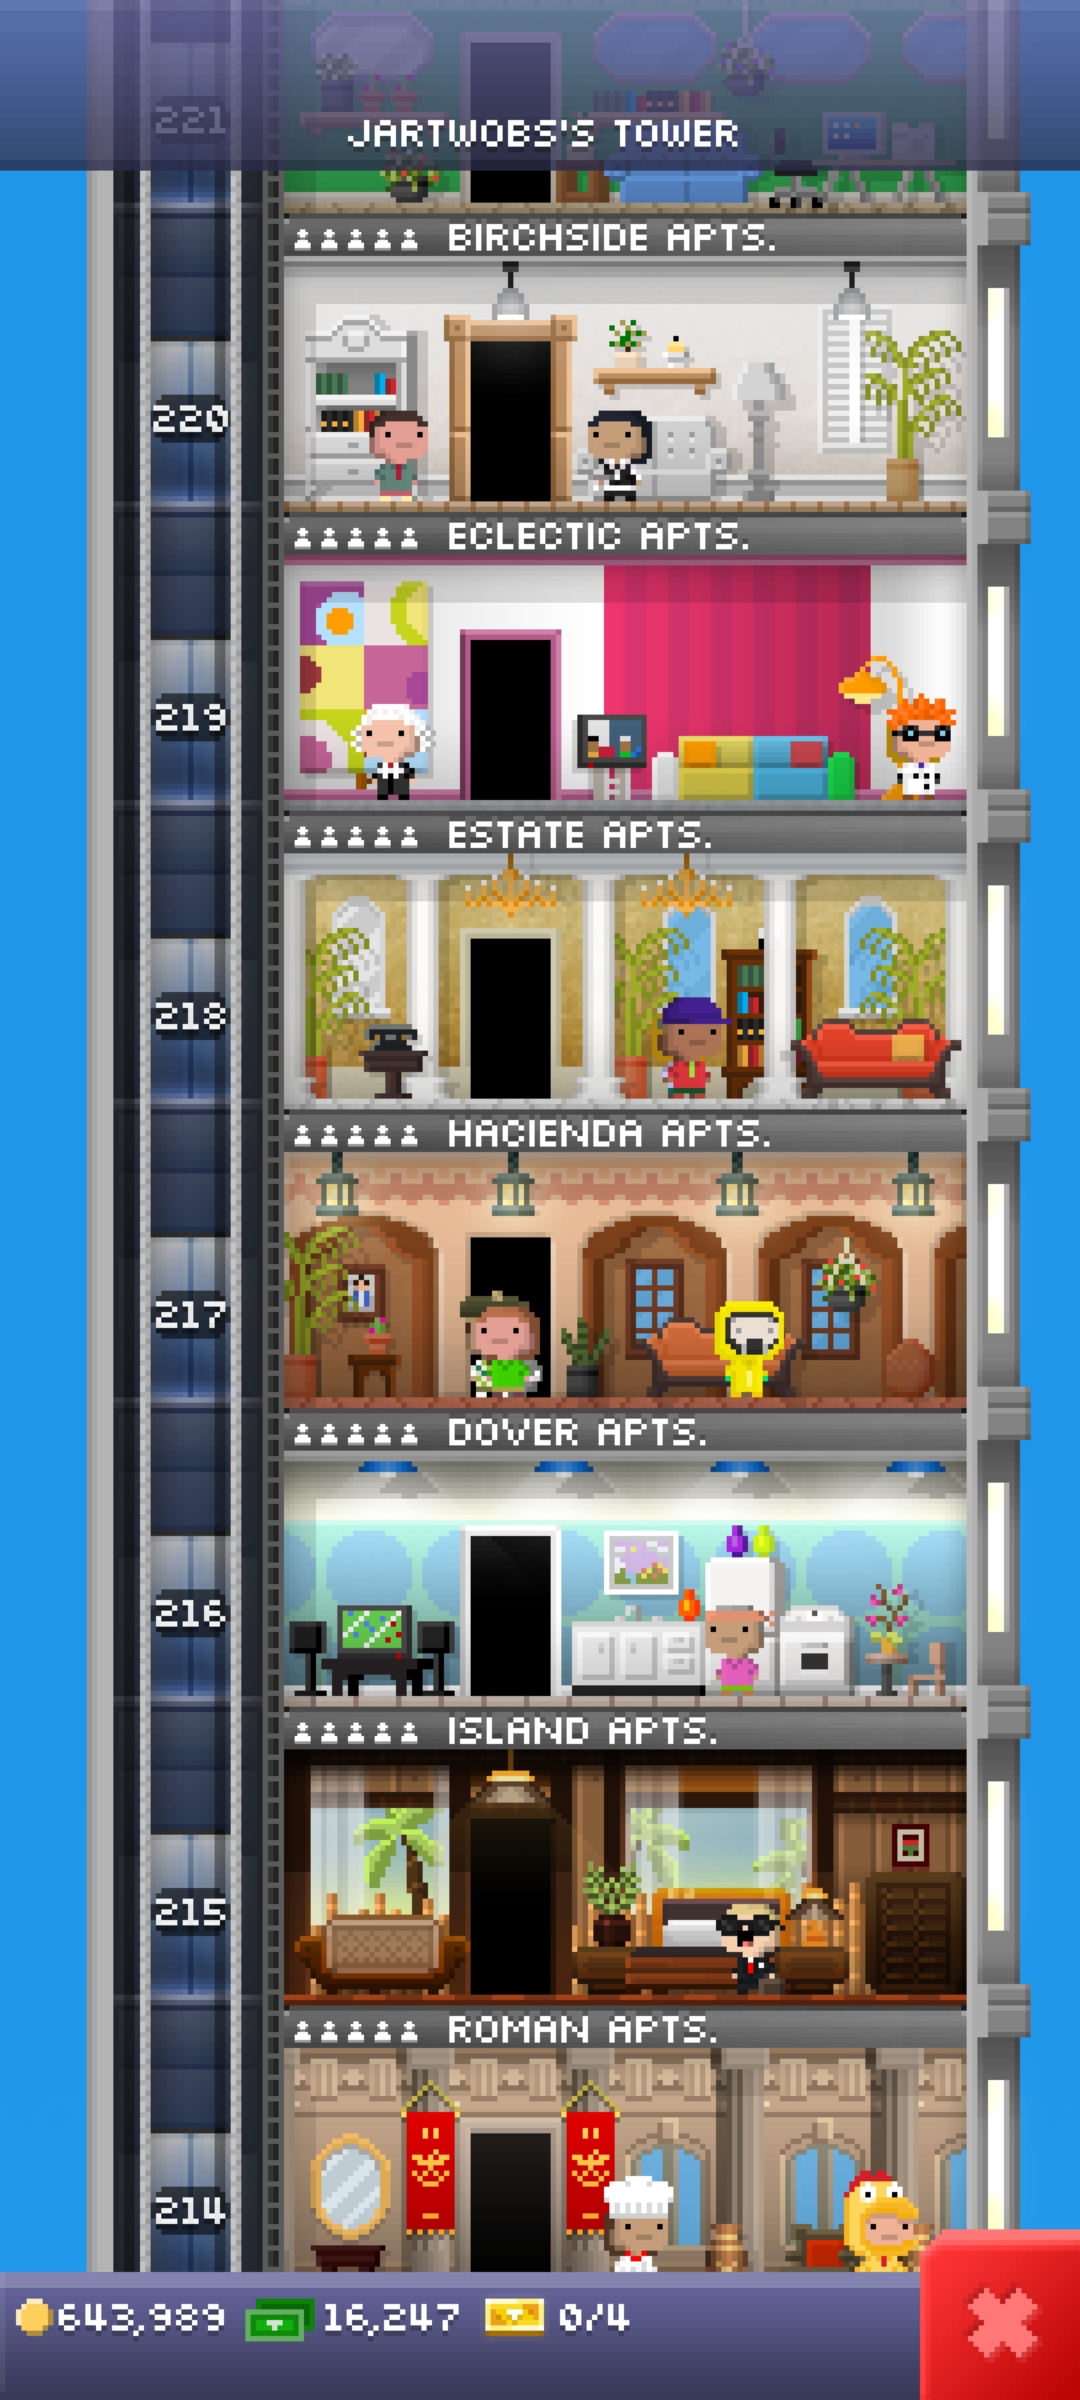 221
JARTWOBS'S TOWER
BIRCHSIDE APTS.
220
ECLECTIC APTS.
219
ESTATE APTS.
218
HACIENDA APTS.
217
DOVER APTS.
216
ISLAND APTS.
215
ROMAN APTS.
214
643,989 16,247 0/4